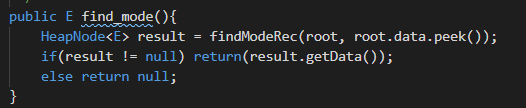 public E find_mode(){
HeapNode<E> result = findModeRec(root, root.data.peek());
if(result != null) return(result.getData());
else return null;
}